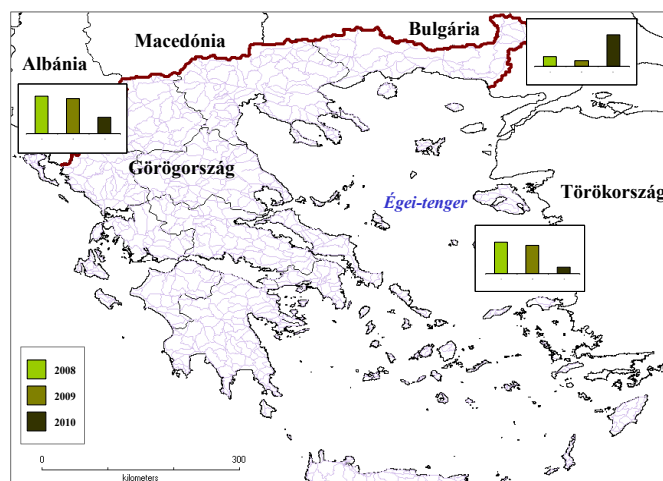 Bulgária
Macedónia
Albánia
Görögország
Égei-tenger
Törökország
2008
2009
2010
0
300
kilometers